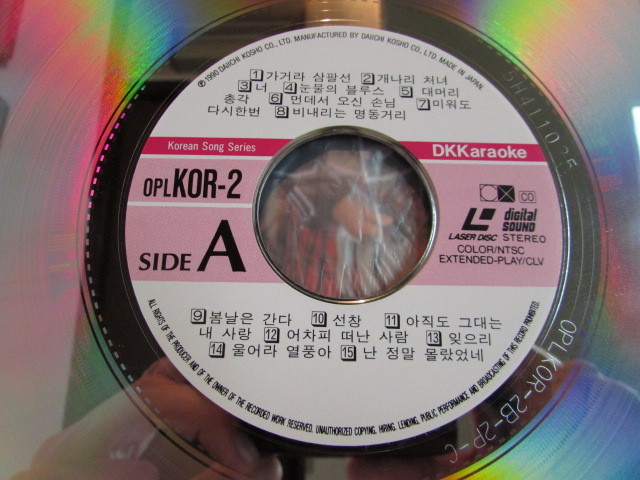 ℗1990 DAIICHI KOSHO CO., LTD. MANUFACTURED BY DAIICHI KOSHO CO., LTD. MADE IN JAPAN.
1 가거라 삼팔선 2 개나리 처녀
3 너 4 눈물의 블루스 5 대머리
총각 6 먼데서 오신 손님 7 미워도
다시한번 8 비내리는 명동거리
Korean Song Series
DKKaraoke
OPLKOR-2
SIDE A
CD
LASER DISC
digital SOUND
STEREO
COLOR/NTSC
EXTENDED-PLAY/CLV
9 봄날은 간다 10 선창 11 아직도 그대는
내 사랑 12 어차피 떠난 사람 13 잊으리
14 울어라 열풍아 15 난 정말 몰랐었네
ALL RIGHTS OF THE PRODUCER AND OF THE OWNER OF THE RECORDED WORK RESERVED. UNAUTHORIZED COPYING, HIRING, LENDING, PUBLIC PERFORMANCE AND BROADCASTING OF THIS RECORD PROHIBITED.
OPLKOR-2B-2P-C